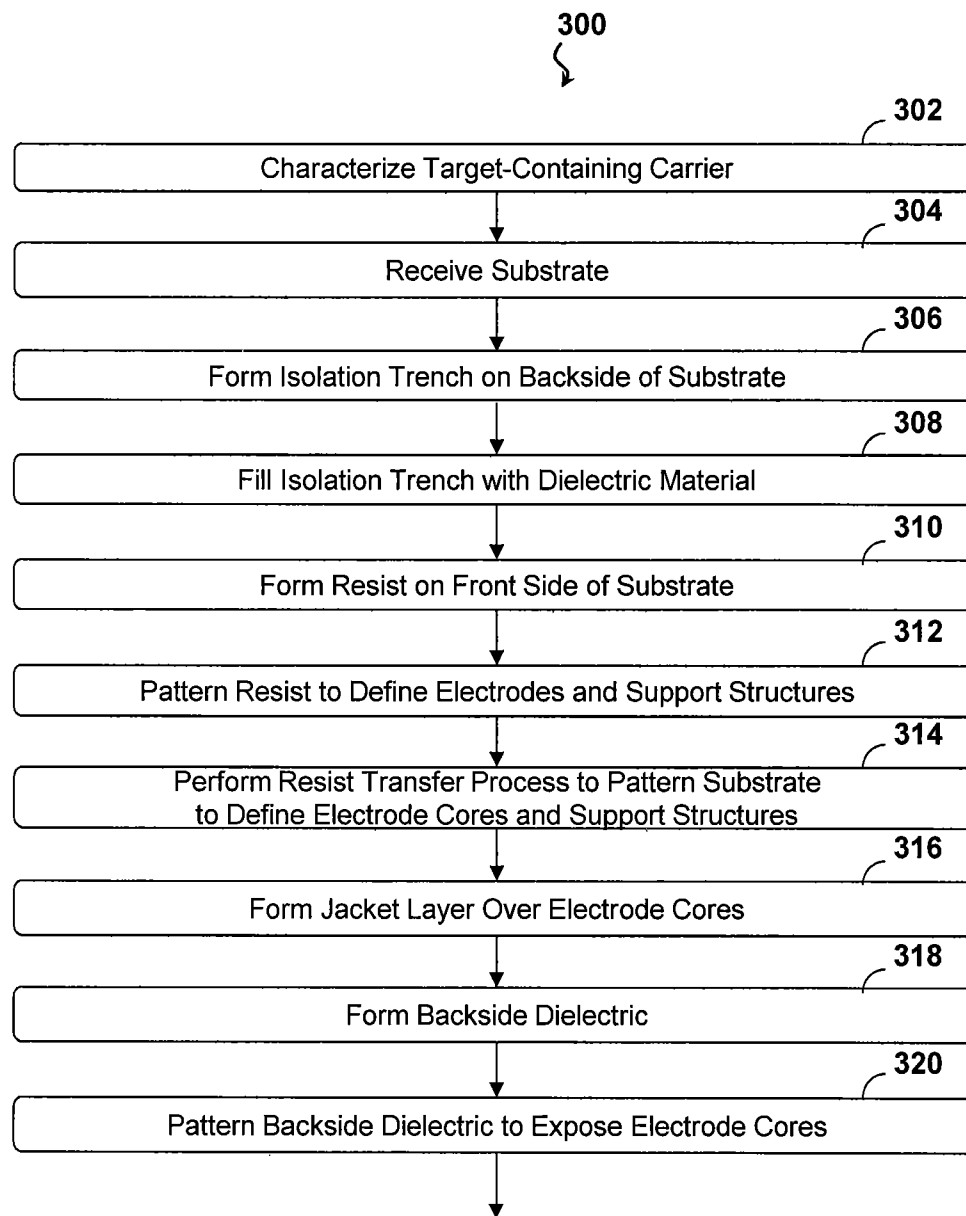 300
302
Characterize Target-Containing Carrier
304
Receive Substrate
306
Form Isolation Trench on Backside of Substrate
308
Fill Isolation Trench with Dielectric Material
310
Form Resist on Front Side of Substrate
312
Pattern Resist to Define Electrodes and Support Structures
314
Perform Resist Transfer Process to Pattern Substrate
to Define Electrode Cores and Support Structures
316
Form Jacket Layer Over Electrode Cores
318
Form Backside Dielectric
320
Pattern Backside Dielectric to Expose Electrode Cores